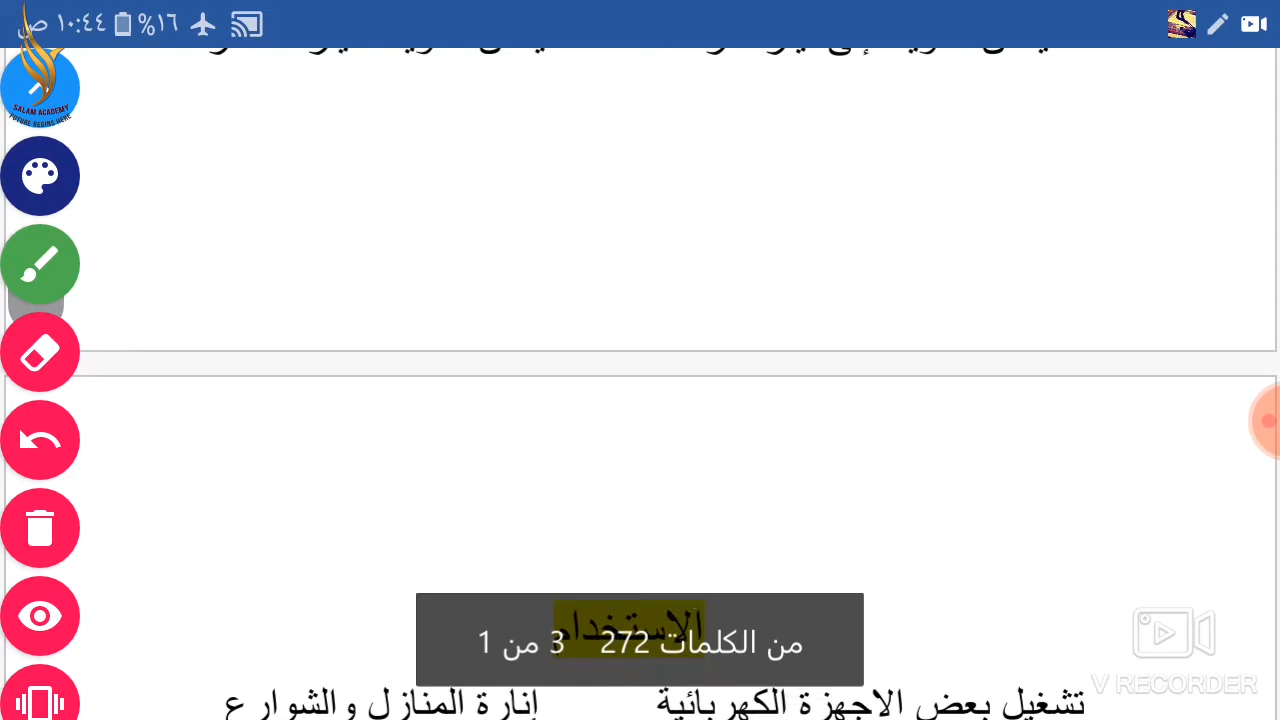 ١٠:٤٤ ص %١٦
SALAM ACADEMY
FUTURE BEGINS HERE
الاستخدام
1 من 3 272 من الكلمات
تشغيل بعض الاجهزة الكهربائية إنارة المنازل والشوارع
V RECORDER